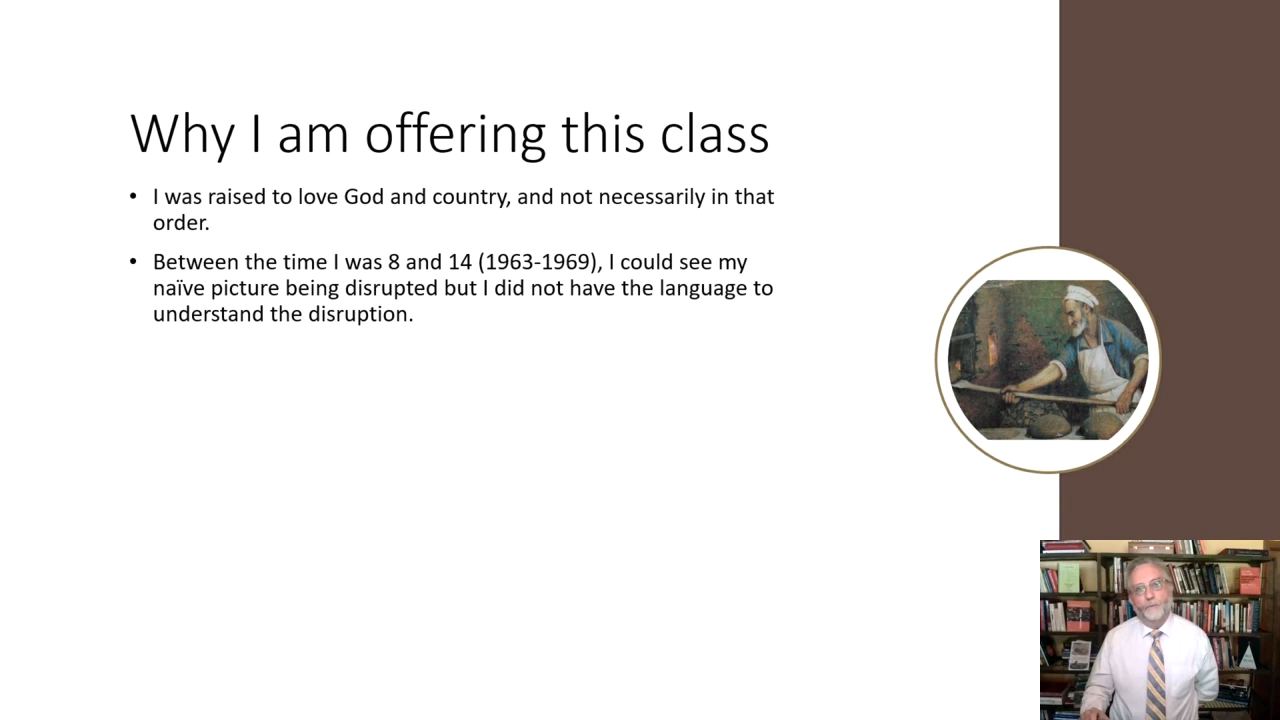 Why I am offering this class
• I was raised to love God and country, and not necessarily in that
order.
• Between the time I was 8 and 14 (1963-1969), I could see my
naïve picture being disrupted but I did not have the language to
understand the disruption.